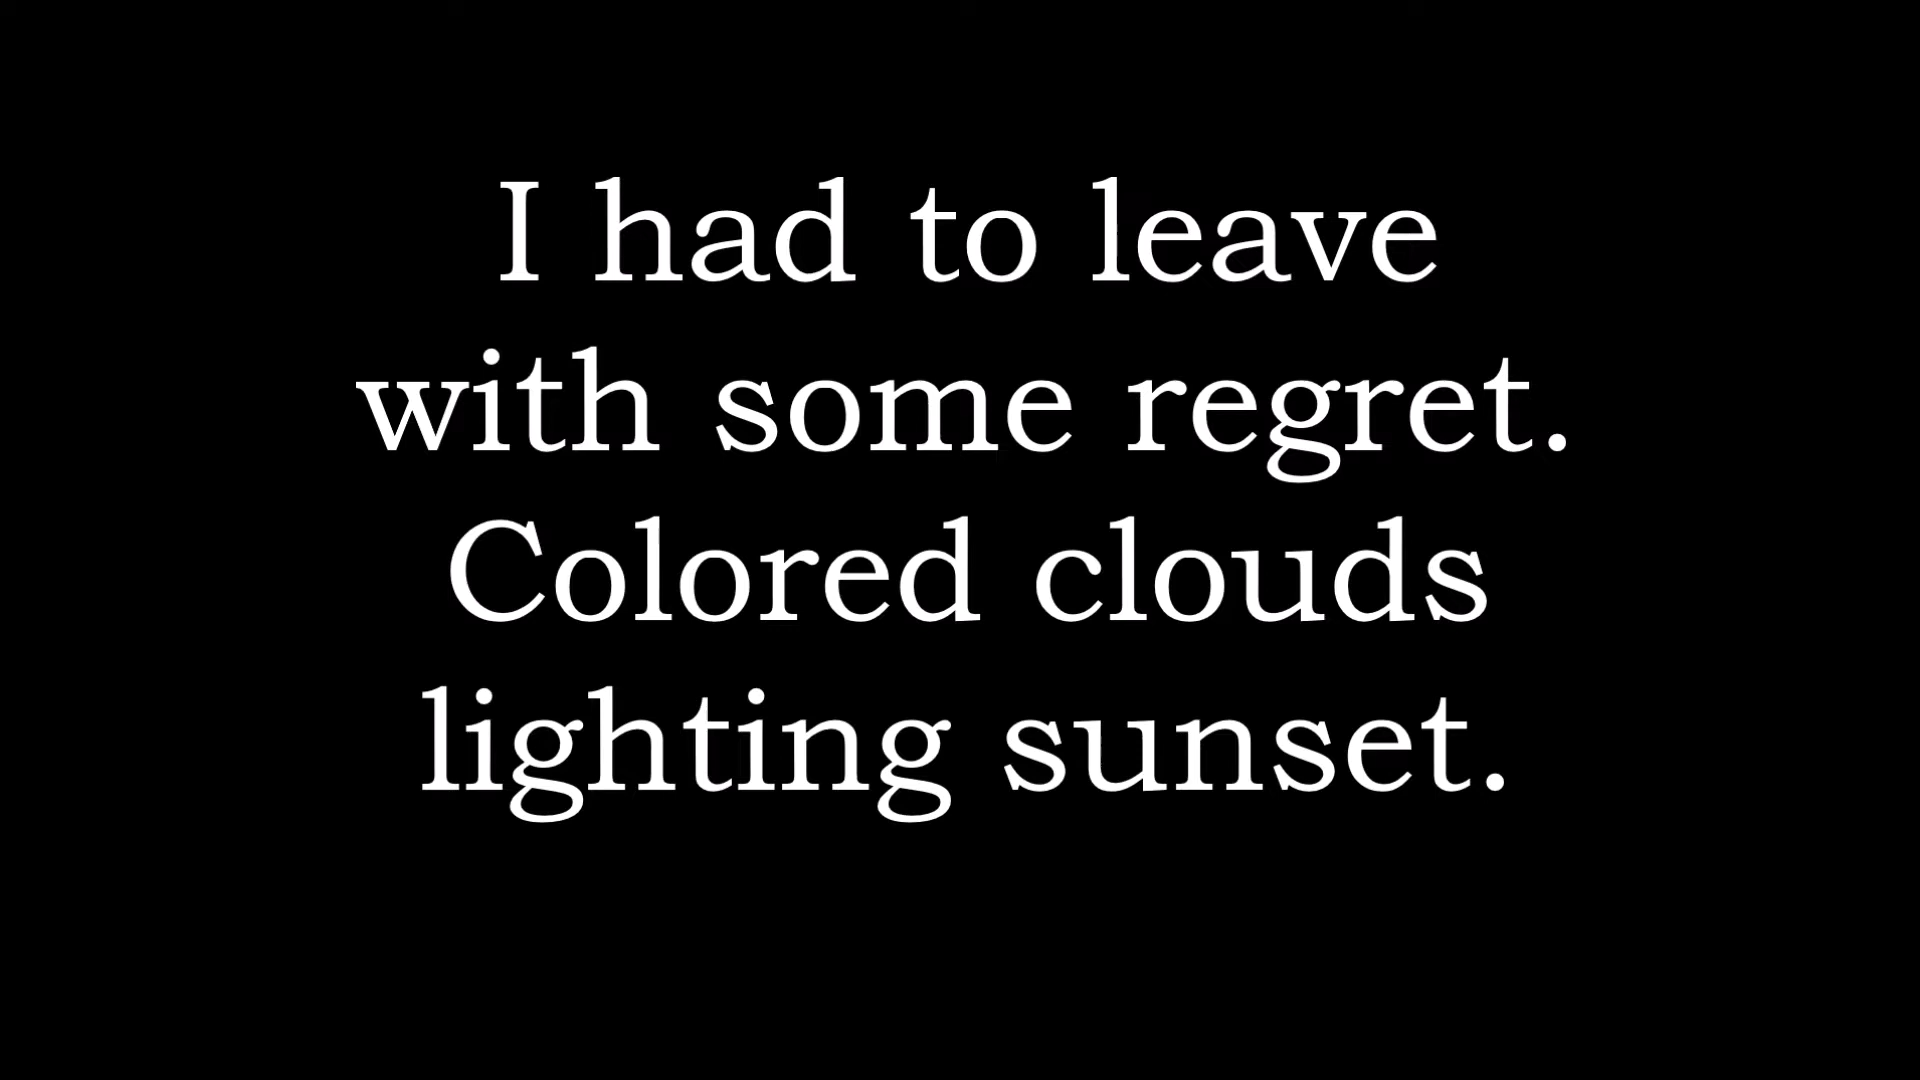 I had to leave
with some regret.
Colored clouds
lighting sunset.